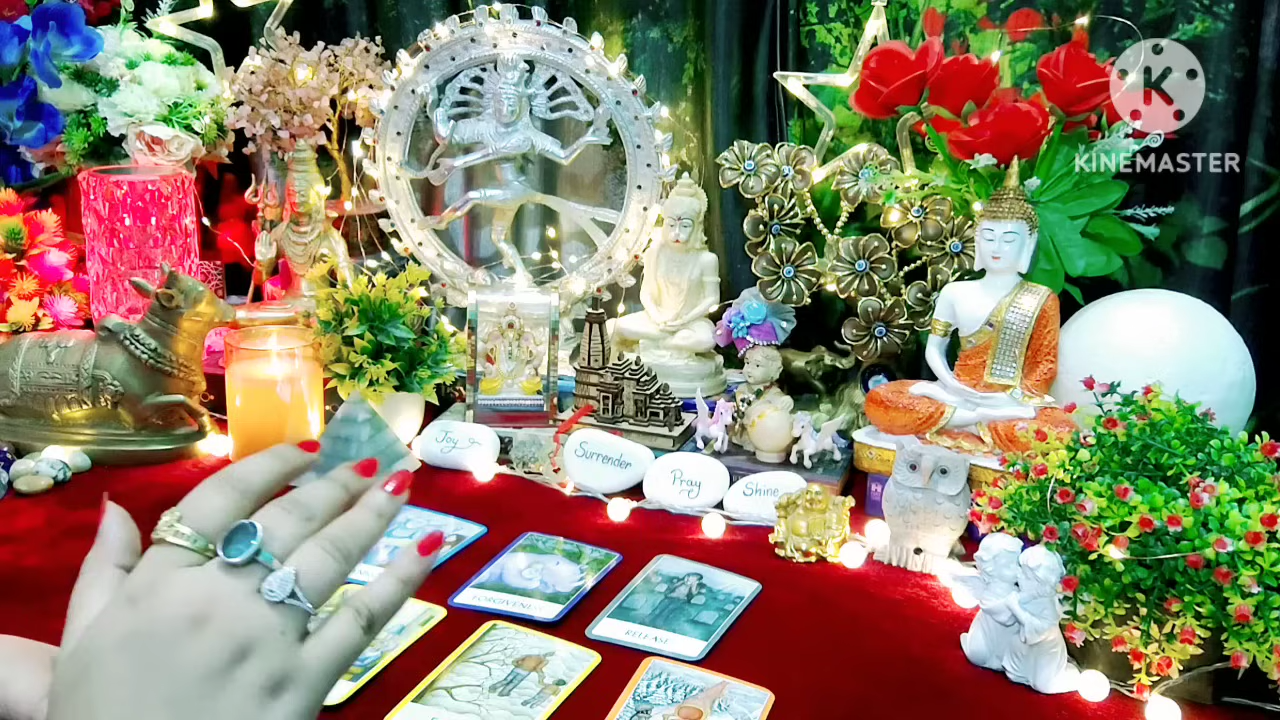 K
KINEMASTER
Joy
Surrender
Pray
Shine
FORGIVENESS
RELEASE